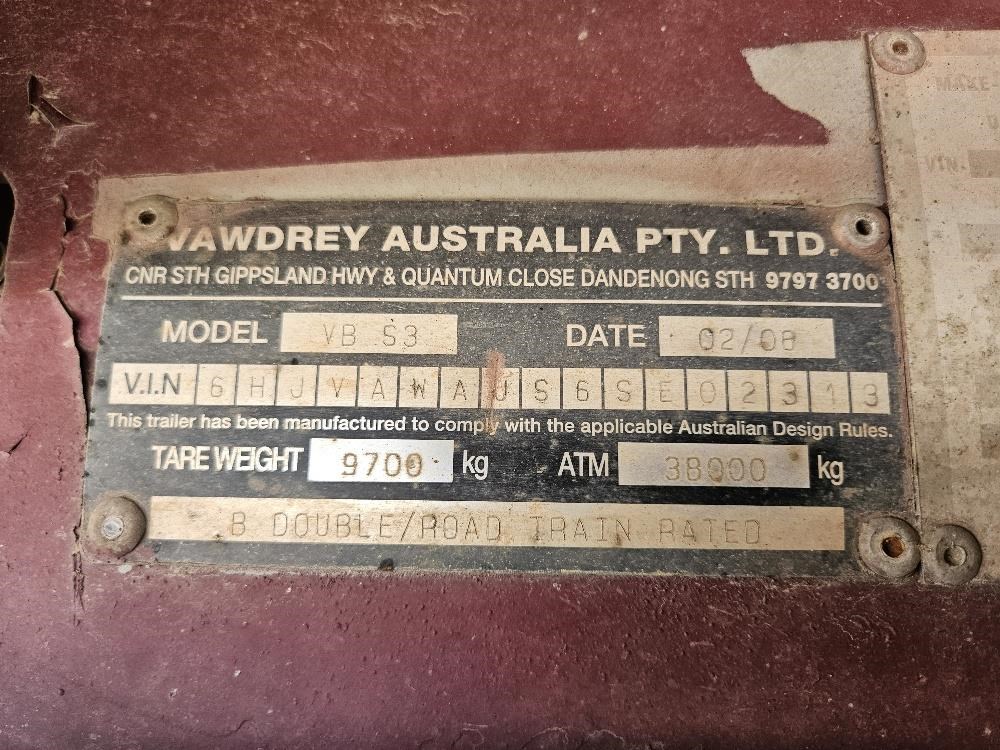 VAWDREY AUSTRALIA PTY. LTD.
CNR STH GIPPSLAND HWY & QUANTUM CLOSE DANDENONG STH 9797 3700
MODEL VB S3 DATE 02/08
V.I.N 6HJVAWAUS6SE02313
This trailer has been manufactured to comply with the applicable Australian Design Rules.
TARE WEIGHT 9700 kg ATM 38000 kg
B DOUBLE/ROAD TRAIN RATED
MAKE
VIN.